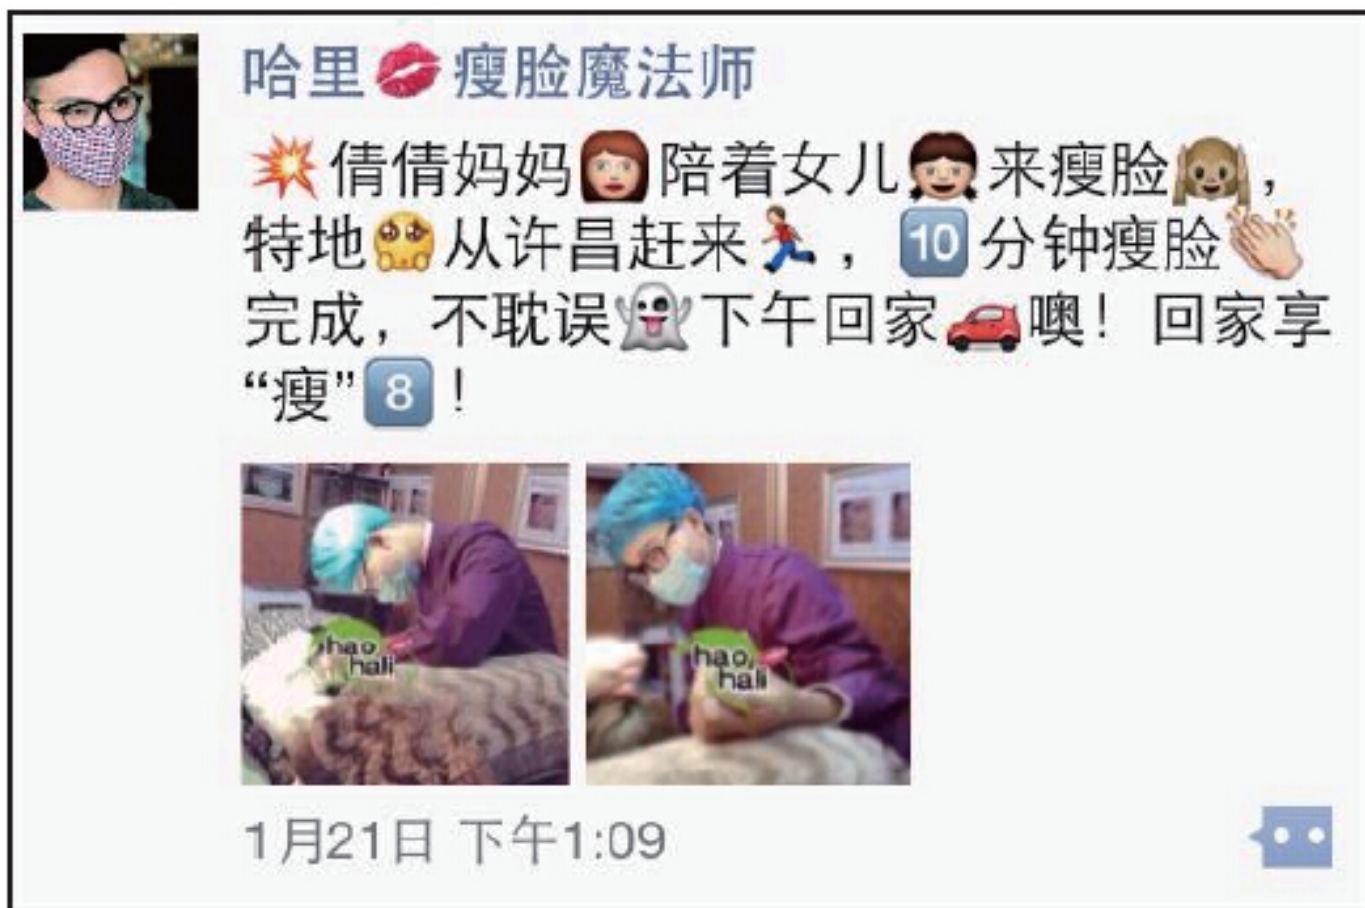 哈里💋瘦脸魔法师
💥倩倩妈妈👩陪着女儿👧来瘦脸🙉，
特地🥺从许昌赶来🏃，🔟分钟瘦脸👏
完成，不耽误👻下午回家🚗噢！回家享
“瘦”8️⃣！
hao
hali
hao
hali
1月21日 下午1:09